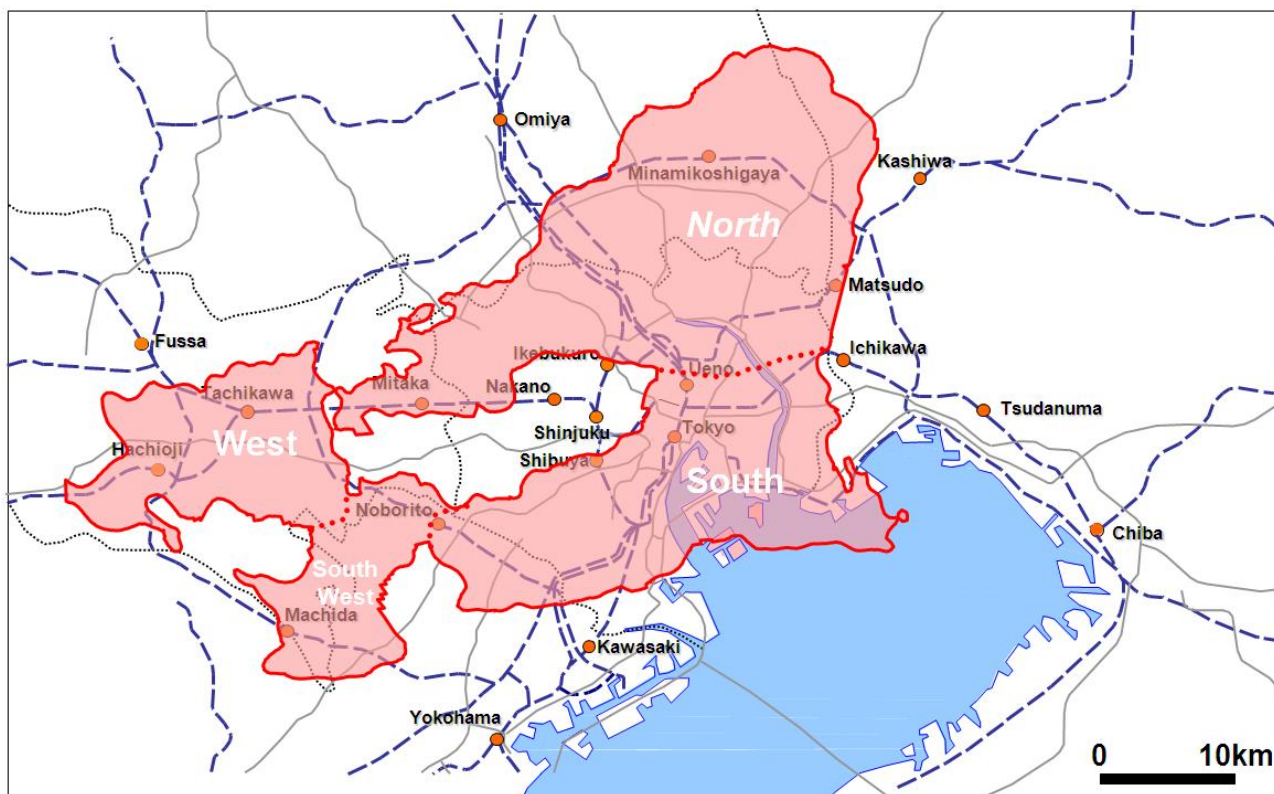 Omiya
Minamikoshigaya
Kashiwa
North
Matsudo
Fussa
Ikebukuro
Ueno
Ichikawa
Tachikawa
Mitaka
Nakano
Tsudanuma
West
Shinjuku
Tokyo
Hachioji
Shibuya
South
Noborito
Chiba
South
West
Machida
Kawasaki
Yokohama
0 10km